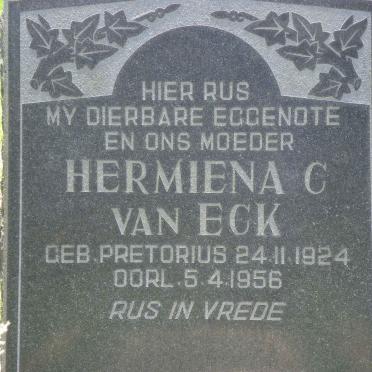 HIER RUS
MY DIERBARE EGGENOTE
EN ONS MOEDER
HERMIENA C
VAN ECK
GEB. PRETORIUS 24.11.1924
OORL. 5.4.1956
RUS IN VREDE